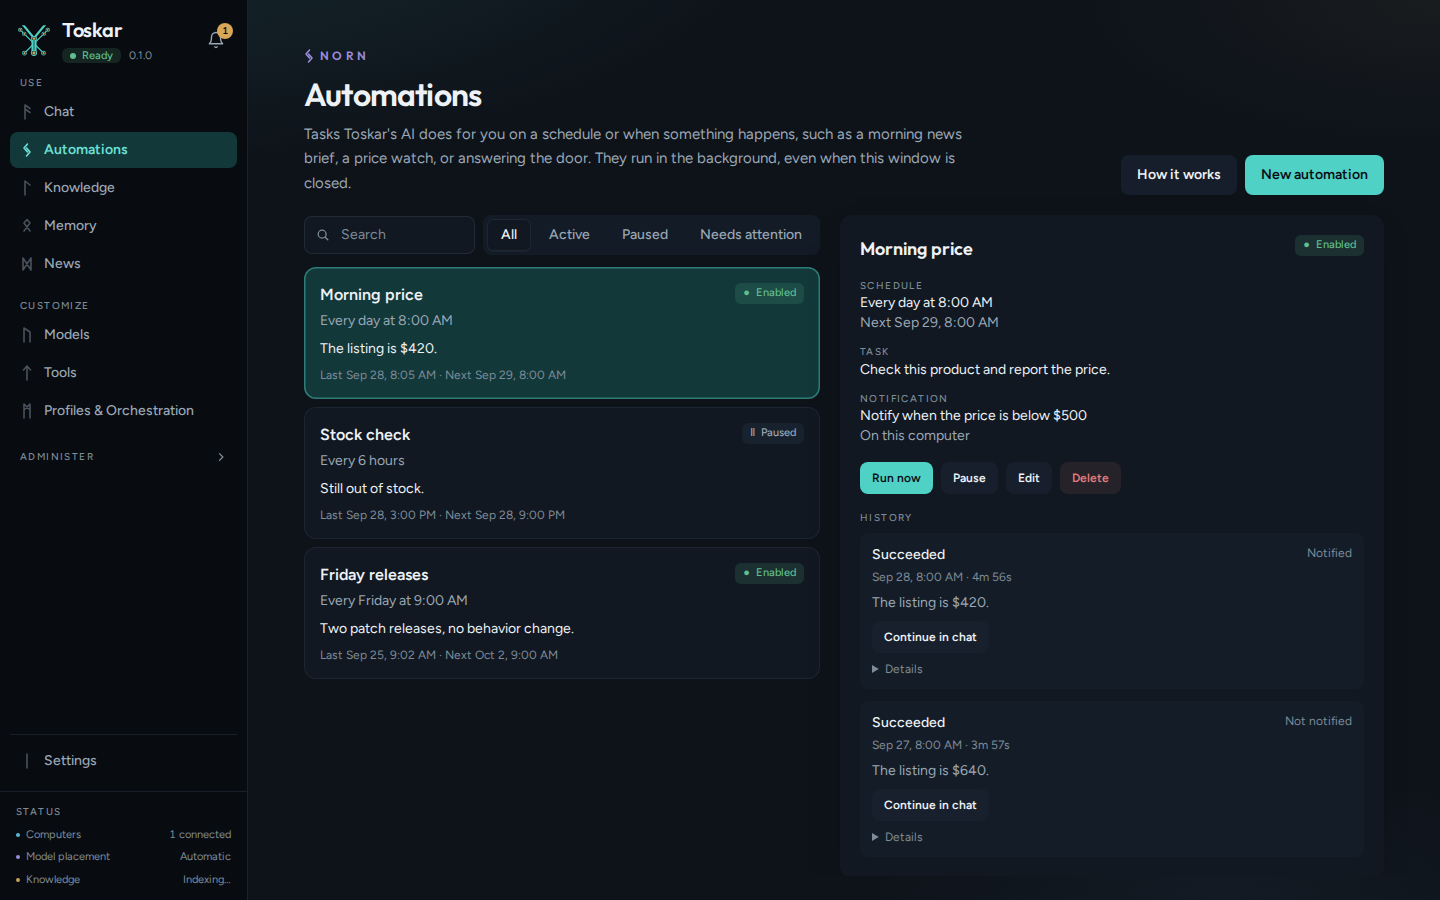 Toskar
Ready 0.1.0
1
USE
Chat
Automations
Knowledge
Memory
News
CUSTOMIZE
Models
Tools
Profiles & Orchestration
ADMINISTER
Settings
STATUS
Computers 1 connected
Model placement Automatic
Knowledge Indexing...
NORN
Automations
Tasks Toskar's AI does for you on a schedule or when something happens, such as a morning news
brief, a price watch, or answering the door. They run in the background, even when this window is
closed.
How it works
New automation
Search
All
Active
Paused
Needs attention
Morning price
Enabled
Every day at 8:00 AM
The listing is $420.
Last Sep 28, 8:05 AM · Next Sep 29, 8:00 AM
Stock check
Paused
Every 6 hours
Still out of stock.
Last Sep 28, 3:00 PM · Next Sep 28, 9:00 PM
Friday releases
Enabled
Every Friday at 9:00 AM
Two patch releases, no behavior change.
Last Sep 25, 9:02 AM · Next Oct 2, 9:00 AM
Morning price
Enabled
SCHEDULE
Every day at 8:00 AM
Next Sep 29, 8:00 AM
TASK
Check this product and report the price.
NOTIFICATION
Notify when the price is below $500
On this computer
Run now
Pause
Edit
Delete
HISTORY
Succeeded
Notified
Sep 28, 8:00 AM · 4m 56s
The listing is $420.
Continue in chat
Details
Succeeded
Not notified
Sep 27, 8:00 AM · 3m 57s
The listing is $640.
Continue in chat
Details